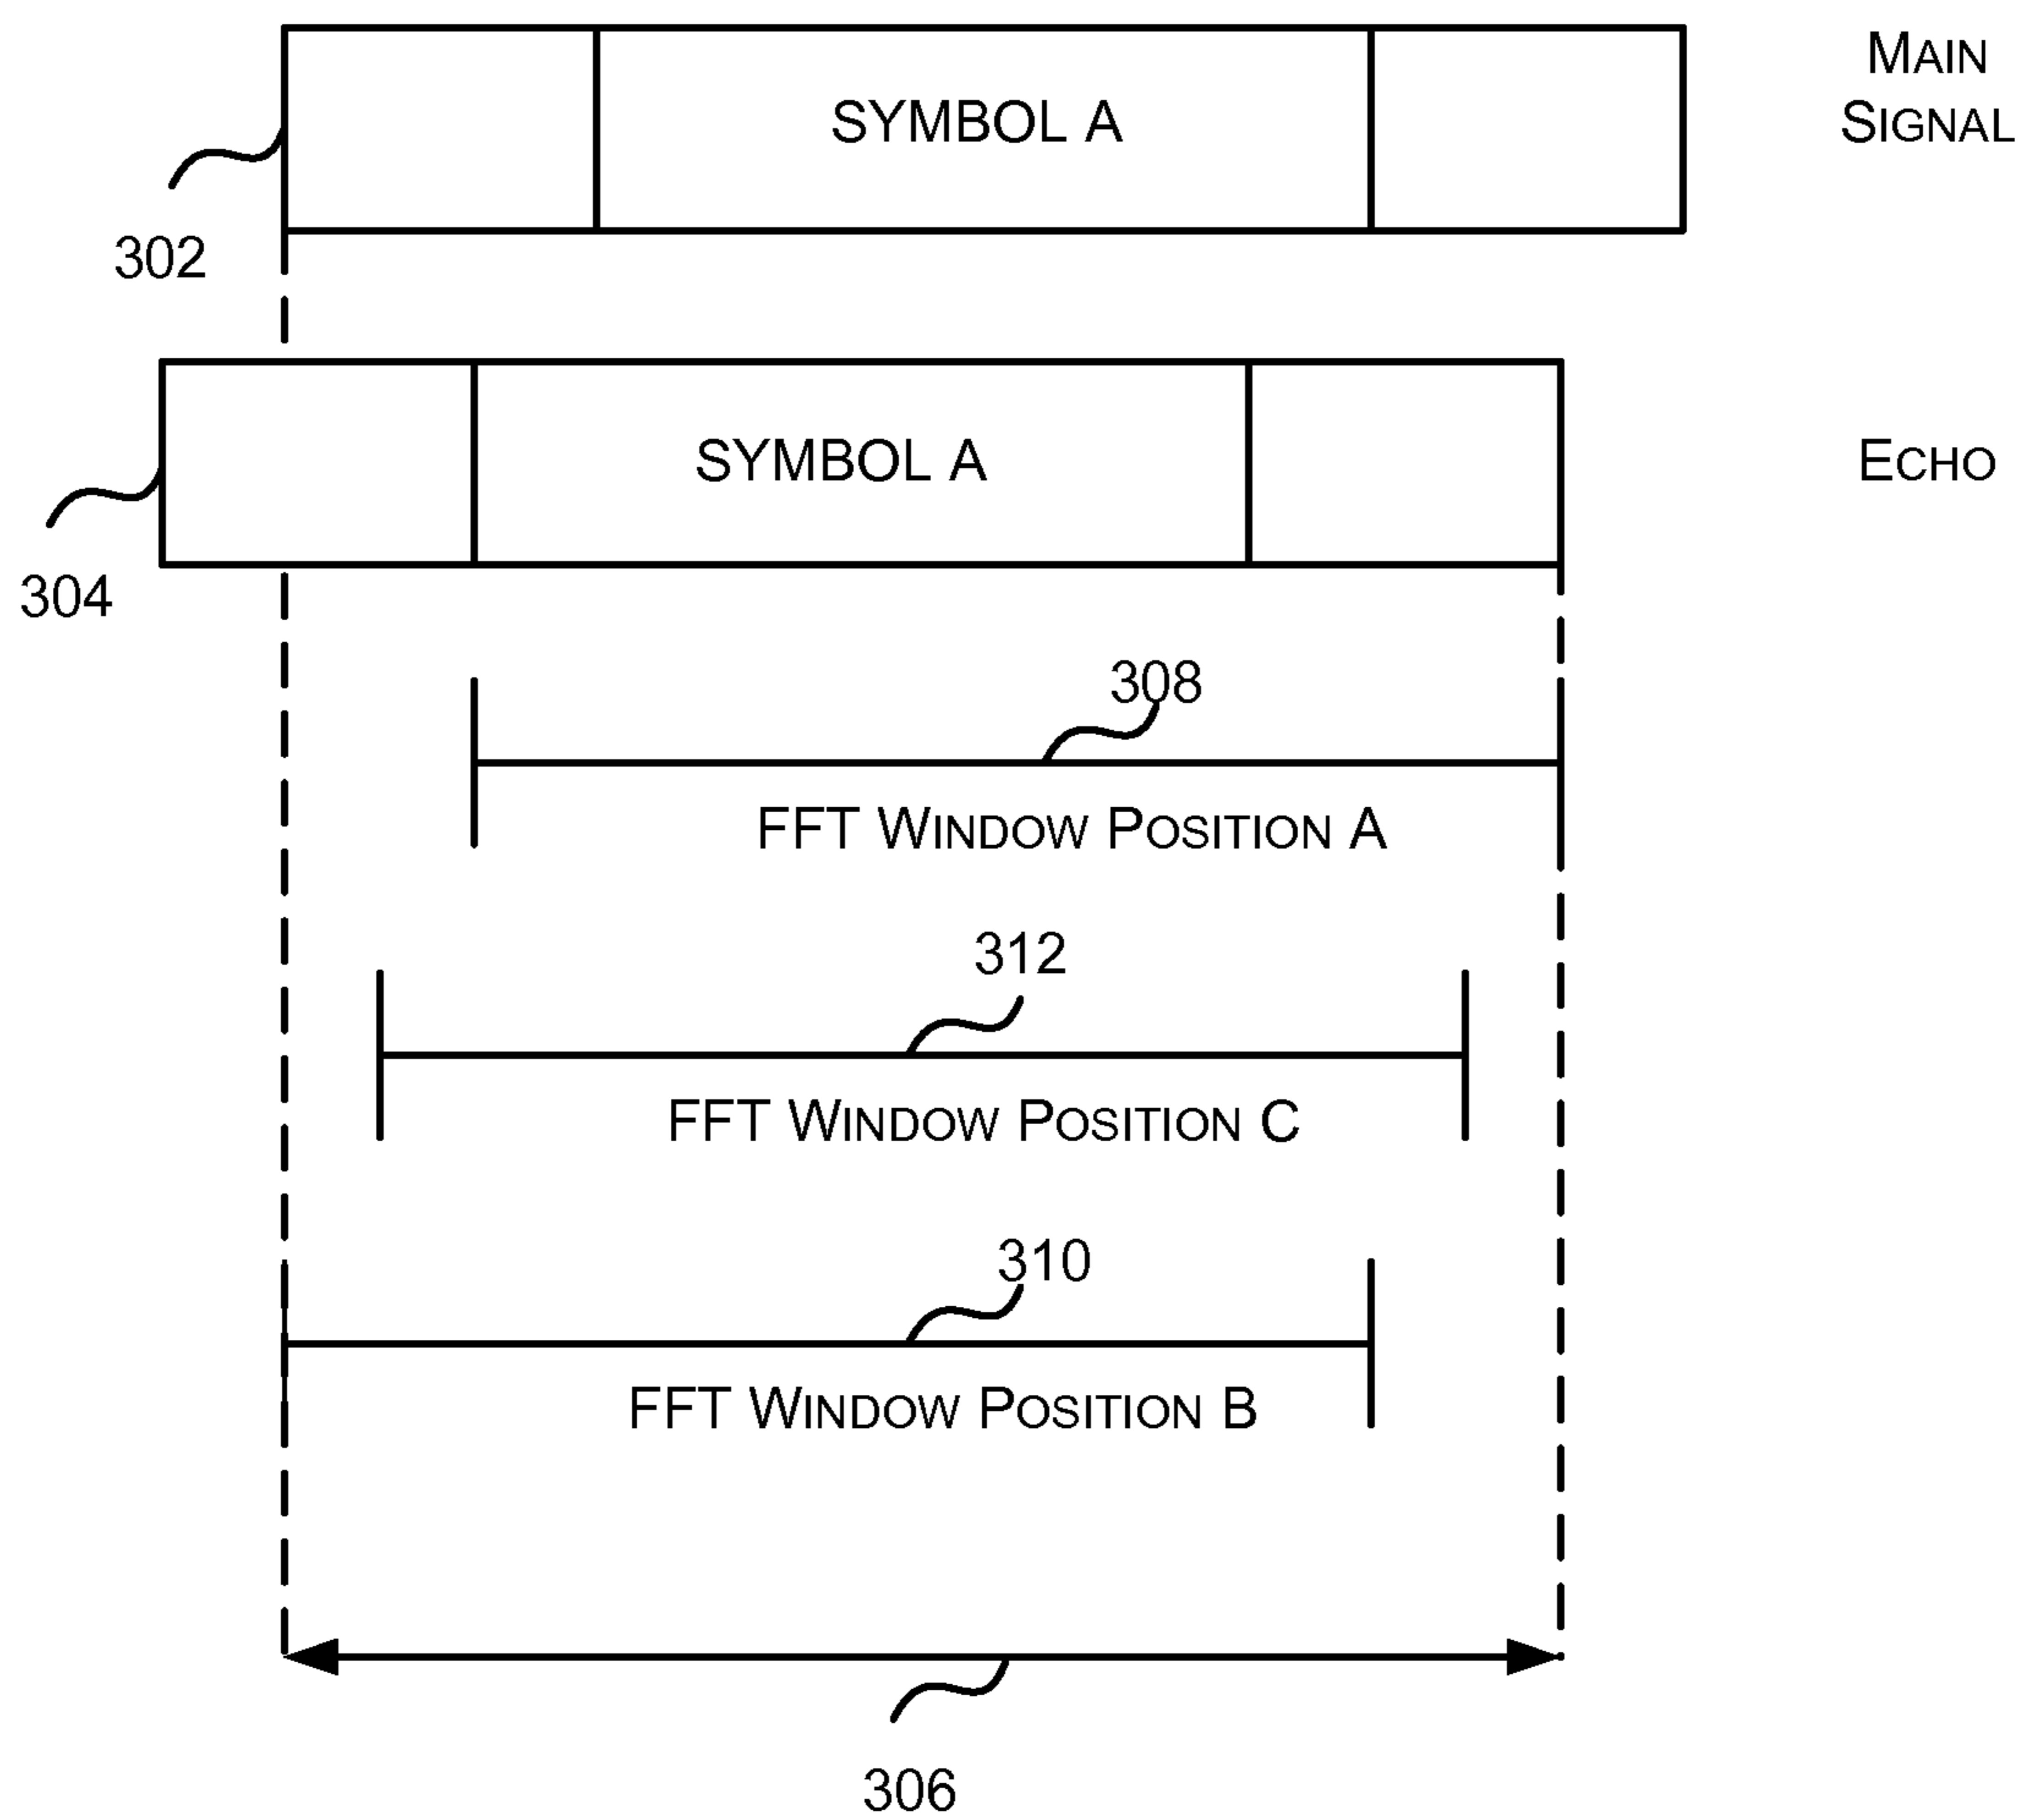 MAIN
SIGNAL
SYMBOL A
302
ECHO
SYMBOL A
304
308
FFT WINDOW POSITION A
312
FFT WINDOW POSITION C
310
FFT WINDOW POSITION B
306